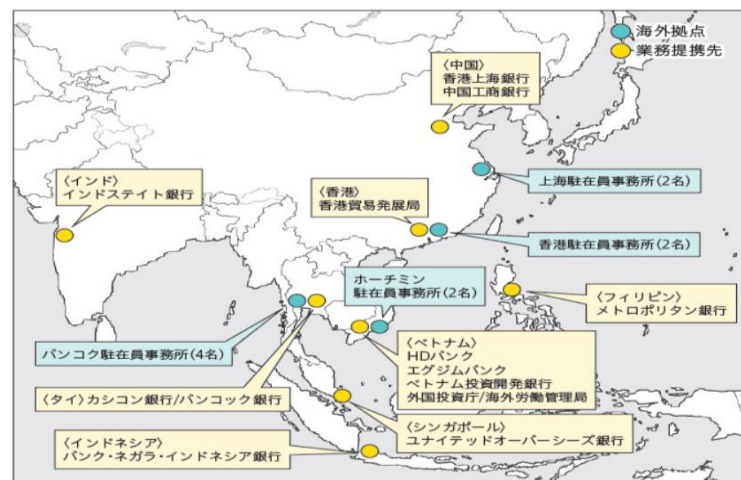 海外拠点
業務提携先
〈中国〉
香港上海銀行
中国工商銀行
〈インド〉
インドステイト銀行
上海駐在員事務所(2名)
〈香港〉
香港貿易発展局
香港駐在員事務所(2名)
ホーチミン
駐在員事務所(2名)
〈フィリピン〉
メトロポリタン銀行
バンコク駐在員事務所(4名)
〈ベトナム〉
HDバンク
エグジムバンク
ベトナム投資開発銀行
外国投資庁/海外労働管理局
〈タイ〉カシコン銀行/バンコック銀行
〈シンガポール〉
ユナイテッドオーバーシーズ銀行
〈インドネシア〉
バンク・ネガラ・インドネシア銀行